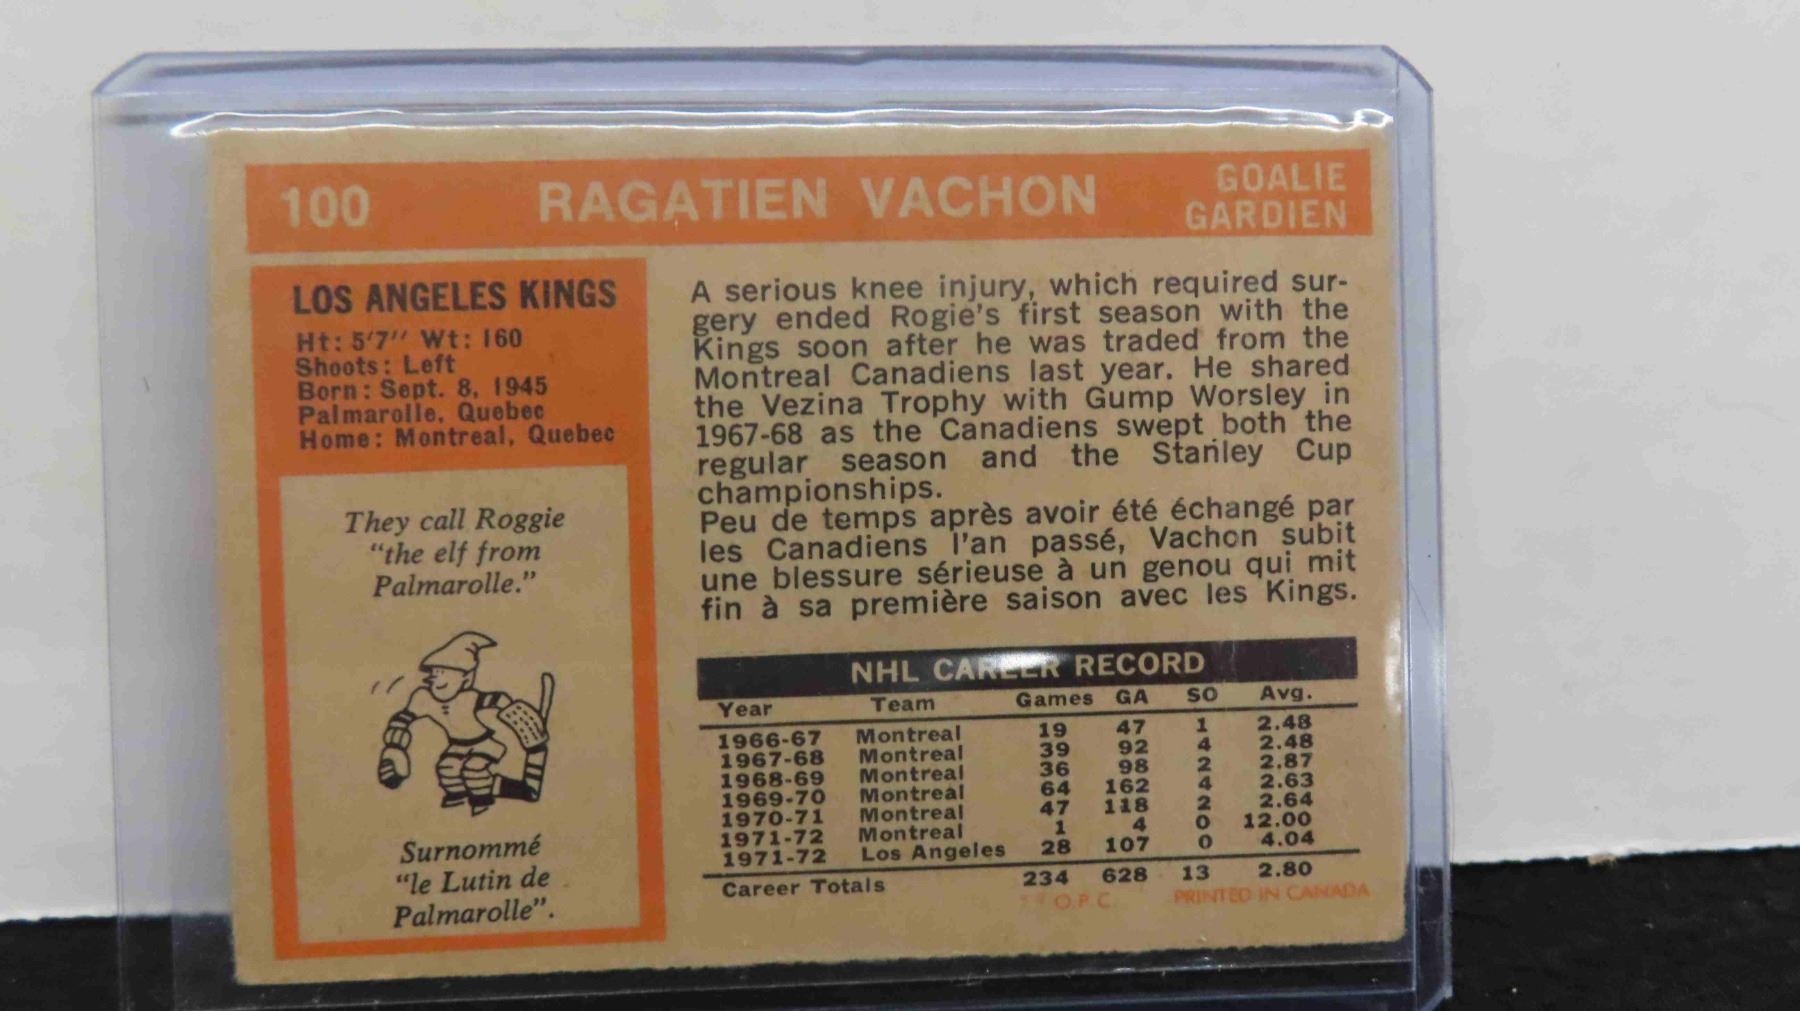 100 RAGATIEN VACHON GOALIE
GARDIEN
LOS ANGELES KINGS
Ht: 5'7'' Wt: 160
Shoots: Left
Born: Sept. 8, 1945
Palmarolle, Quebec
Home: Montreal, Quebec
They call Roggie
"the elf from
Palmarolle."
Surnommé
"le Lutin de
Palmarolle".
A serious knee injury, which required sur-
gery ended Rogie's first season with the
Kings soon after he was traded from the
Montreal Canadiens last year. He shared
the Vezina Trophy with Gump Worsley in
1967-68 as the Canadiens swept both the
regular season and the Stanley Cup
championships.
Peu de temps après avoir été échangé par
les Canadiens l'an passé, Vachon subit
une blessure sérieuse à un genou qui mit
fin à sa première saison avec les Kings.
NHL CAREER RECORD
Year Team Games GA SO Avg.
1966-67 Montreal 19 47 1 2.48
1967-68 Montreal 39 92 4 2.48
1968-69 Montreal 36 98 2 2.87
1969-70 Montreal 64 162 4 2.63
1970-71 Montreal 47 118 2 2.64
1971-72 Montreal 1 4 0 12.00
1971-72 Los Angeles 28 107 0 4.04
Career Totals 234 628 13 2.80
O.P.C. PRINTED IN CANADA